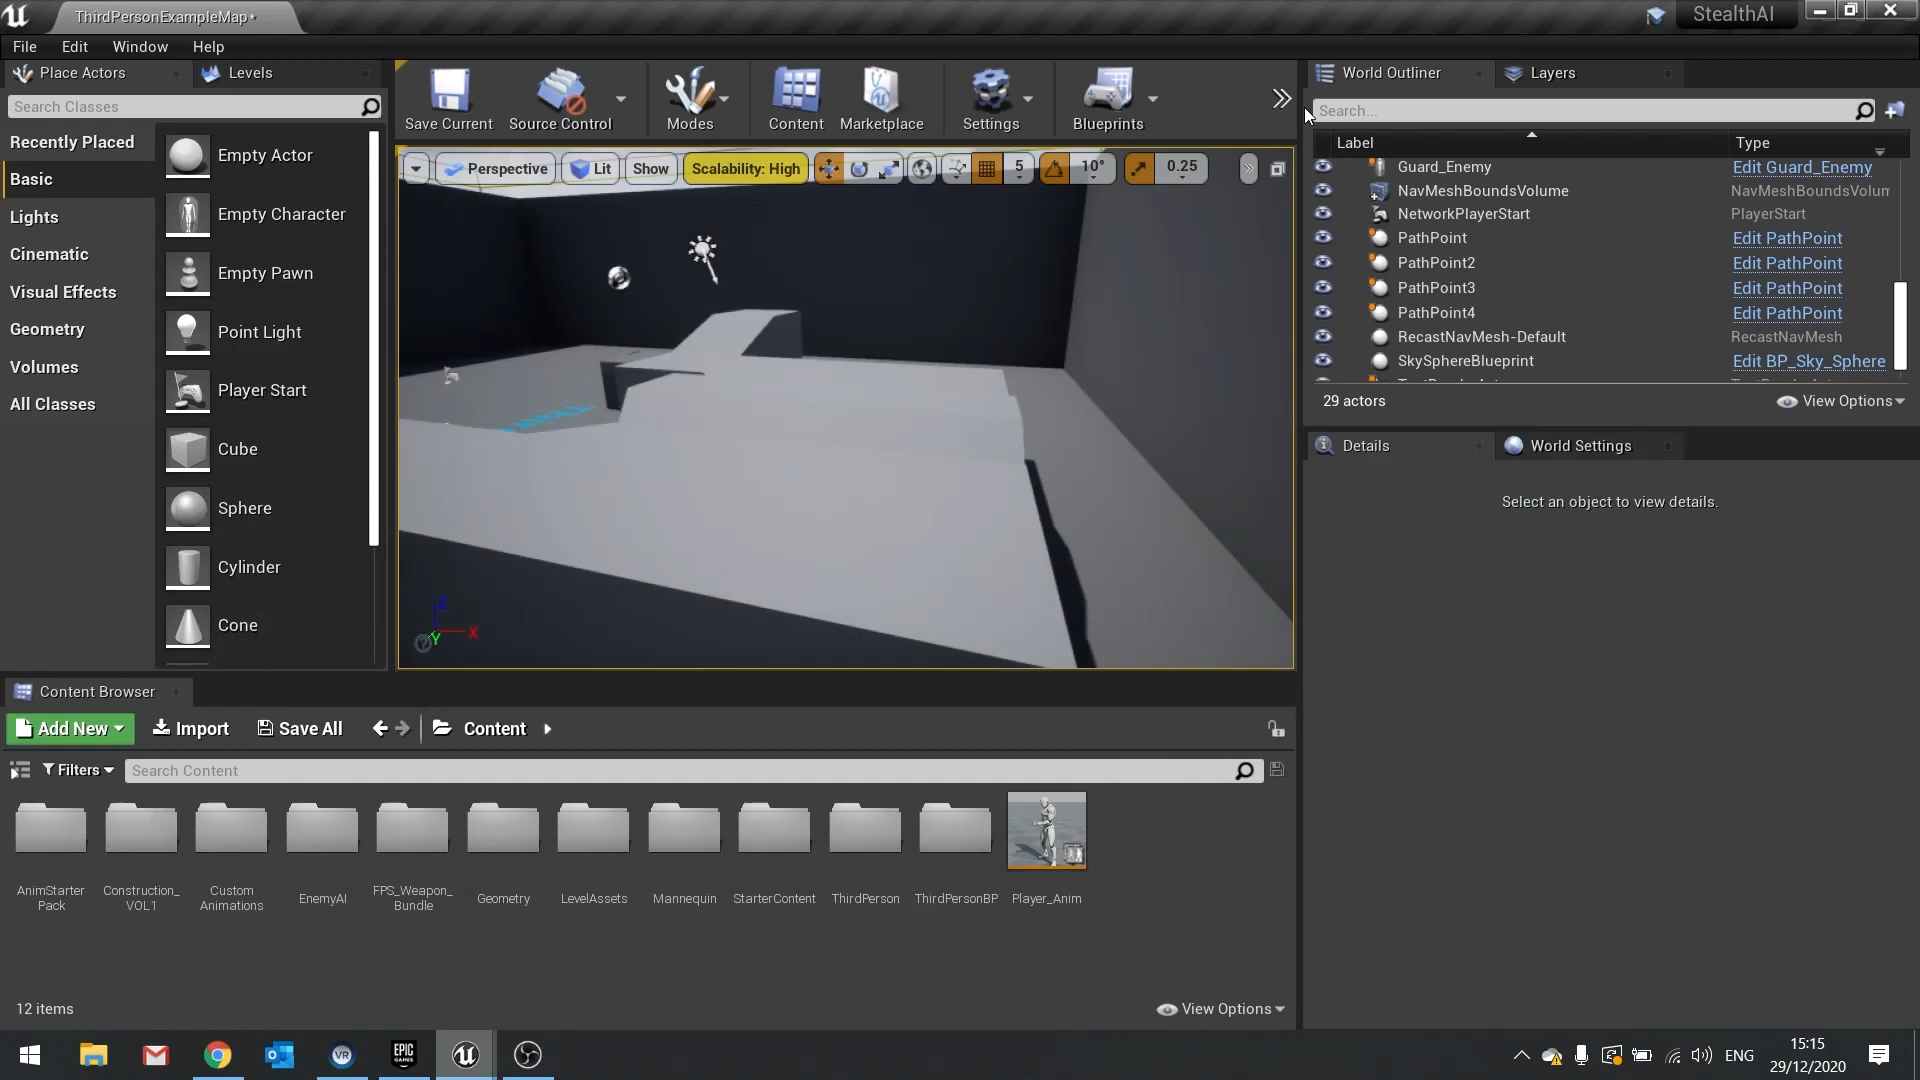 ThirdPersonExampleMap*
StealthAI
File Edit Window Help
Place Actors
Levels
Search Classes
Recently Placed
Basic
Lights
Cinematic
Visual Effects
Geometry
Volumes
All Classes
Empty Actor
Empty Character
Empty Pawn
Point Light
Player Start
Cube
Sphere
Cylinder
Cone
Save Current
Source Control
Modes
Content
Marketplace
Settings
Blueprints
Perspective
Lit
Show
Scalability: High
5
10°
0.25
Z
X
Y
World Outliner
Layers
Search...
Label Type
Guard_Enemy Edit Guard_Enemy
NavMeshBoundsVolume NavMeshBoundsVolum
NetworkPlayerStart PlayerStart
PathPoint Edit PathPoint
PathPoint2 Edit PathPoint
PathPoint3 Edit PathPoint
PathPoint4 Edit PathPoint
RecastNavMesh-Default RecastNavMesh
SkySphereBlueprint Edit BP_Sky_Sphere
29 actors
View Options
Details
World Settings
Select an object to view details.
Content Browser
Add New
Import
Save All
Content
Filters
Search Content
AnimStarter
Pack
Construction_
VOL1
Custom
Animations
EnemyAI
FPS_Weapon_
Bundle
Geometry
LevelAssets
Mannequin
StarterContent
ThirdPerson
ThirdPersonBP
Player_Anim
12 items
View Options
VR
EPIC
GAMES
ENG
15:15
29/12/2020